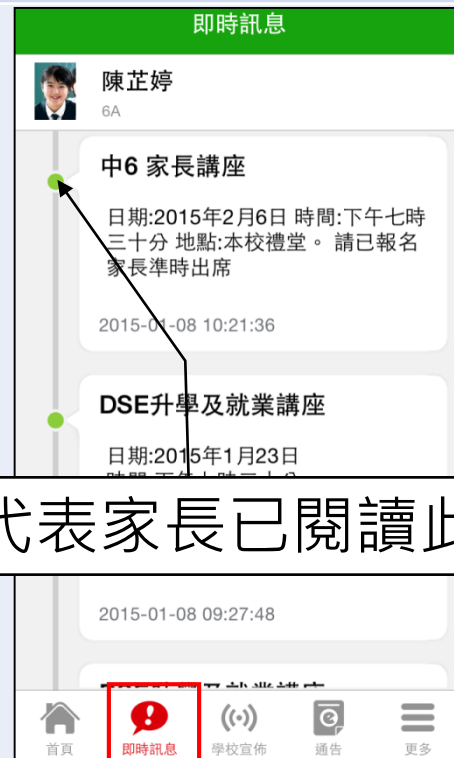 即時訊息
陳芷婷
6A
中6 家長講座
日期:2015年2月6日 時間:下午七時
三十分 地點:本校禮堂。 請已報名
家長準時出席
2015-01-08 10:21:36
DSE升學及就業講座
日期:2015年1月23日
代表家長已閱讀此
2015-01-08 09:27:48
首頁
即時訊息
學校宣佈
通告
更多